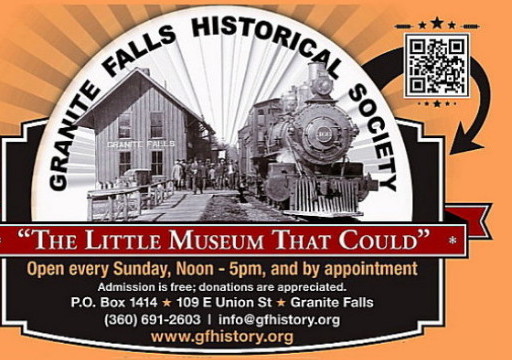 GRANITE FALLS HISTORICAL SOCIETY
GRANITE FALLS
* "THE LITTLE MUSEUM THAT COULD" *
Open every Sunday, Noon - 5pm, and by appointment
Admission is free; donations are appreciated.
P.O. Box 1414 ★ 109 E Union St ★ Granite Falls
(360) 691-2603 | info@gfhistory.org
www.gfhistory.org